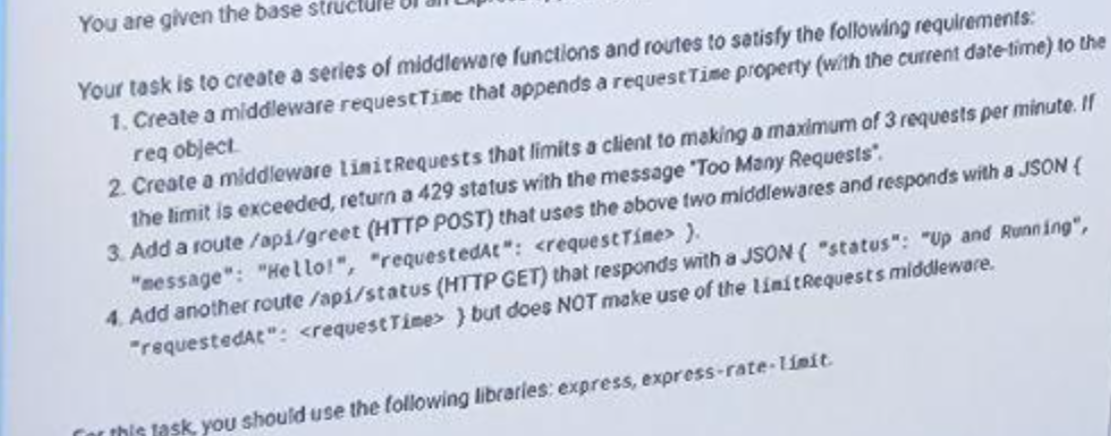 You are given the base structure of an
Your task is to create a series of middleware functions and routes to satisfy the following requirements:
1. Create a middleware requestTime that appends a requestTime property (with the current date-time) to the
req object.
2. Create a middleware limitRequests that limits a client to making a maximum of 3 requests per minute. If
the limit is exceeded, return a 429 status with the message "Too Many Requests".
3. Add a route /api/greet (HTTP POST) that uses the above two middlewares and responds with a JSON {
"message": "Hello!", "requestedAt": <requestTime> }.
4. Add another route /api/status (HTTP GET) that responds with a JSON { "status": "Up and Running",
"requestedAt": <requestTime> } but does NOT make use of the limitRequests middleware.
For this task, you should use the following libraries: express, express-rate-limit.